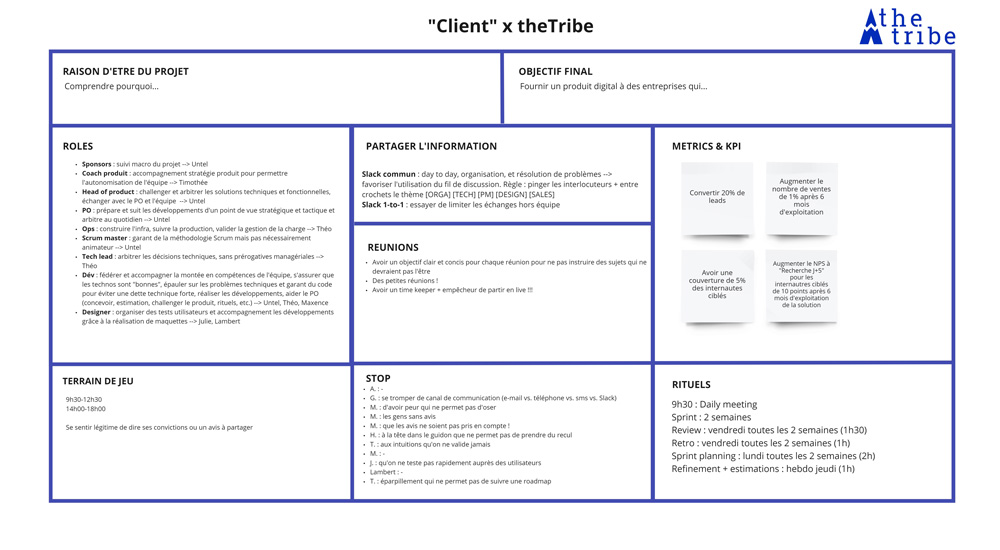 "Client" x theTribe
the
tribe
RAISON D'ETRE DU PROJET
Comprendre pourquoi...
OBJECTIF FINAL
Fournir un produit digital à des entreprises qui...
ROLES
• Sponsors : suivi macro du projet --> Untel
• Coach produit : accompagnement stratégie produit pour permettre
l'autonomisation de l'équipe --> Timothée
• Head of product : challenger et arbitrer les solutions techniques et fonctionnelles,
échanger avec le PO et l'équipe --> Untel
• PO : prépare et suit les développements d'un point de vue stratégique et tactique et
arbitre au quotidien --> Untel
• Ops : construire l'infra, suivre la production, valider la gestion de la charge --> Théo
• Scrum master : garant de la méthodologie Scrum mais pas nécessairement
animateur --> Untel
• Tech lead : arbitrer les décisions techniques, sans prérogatives managériales -->
Théo
• Dév : fédérer et accompagner la montée en compétences de l'équipe, s'assurer que
les technos sont "bonnes", épauler sur les problèmes techniques et garant du code
pour éviter une dette technique forte, réaliser les développements, aider le PO
(concevoir, estimation, challenger le produit, rituels, etc.) --> Untel, Théo, Maxence
• Designer : organiser des tests utilisateurs et accompagnement les développements
grâce à la réalisation de maquettes --> Julie, Lambert
PARTAGER L'INFORMATION
Slack commun : day to day, organisation, et résolution de problèmes -->
favoriser l'utilisation du fil de discussion. Règle : pinger les interlocuteurs + entre
crochets le thème [ORGA] [TECH] [PM] [DESIGN] [SALES]
Slack 1-to-1 : essayer de limiter les échanges hors équipe
REUNIONS
• Avoir un objectif clair et concis pour chaque réunion pour ne pas instruire des sujets qui ne
devraient pas l'être
• Des petites réunions !
• Avoir un time keeper + empêcheur de partir en live !!!
METRICS & KPI
Convertir 20% de
leads
Augmenter le
nombre de ventes
de 1% après 6
mois
d'exploitation
Avoir une
couverture de 5%
des internautes
ciblés
Augmenter le NPS à
"Recherche J+5"
pour les
internautres ciblés
de 10 points après 6
mois d'exploitation
de la solution
TERRAIN DE JEU
9h30-12h30
14h00-18h00
Se sentir légitime de dire ses convictions ou un avis à partager
STOP
• A. : -
• G. : se tromper de canal de communication (e-mail vs. téléphone vs. sms vs. Slack)
• M. : d'avoir peur qui ne permet pas d'oser
• M. : les gens sans avis
• M. : que les avis ne soient pas pris en compte !
• H. : à la tête dans le guidon que ne permet pas de prendre du recul
• T. : aux intuitions qu'on ne valide jamais
• M. : -
• J. : qu'on ne teste pas rapidement auprès des utilisateurs
• Lambert : -
• T. : éparpillement qui ne permet pas de suivre une roadmap
RITUELS
9h30 : Daily meeting
Sprint : 2 semaines
Review : vendredi toutes les 2 semaines (1h30)
Retro : vendredi toutes les 2 semaines (1h)
Sprint planning : lundi toutes les 2 semaines (2h)
Refinement + estimations : hebdo jeudi (1h)